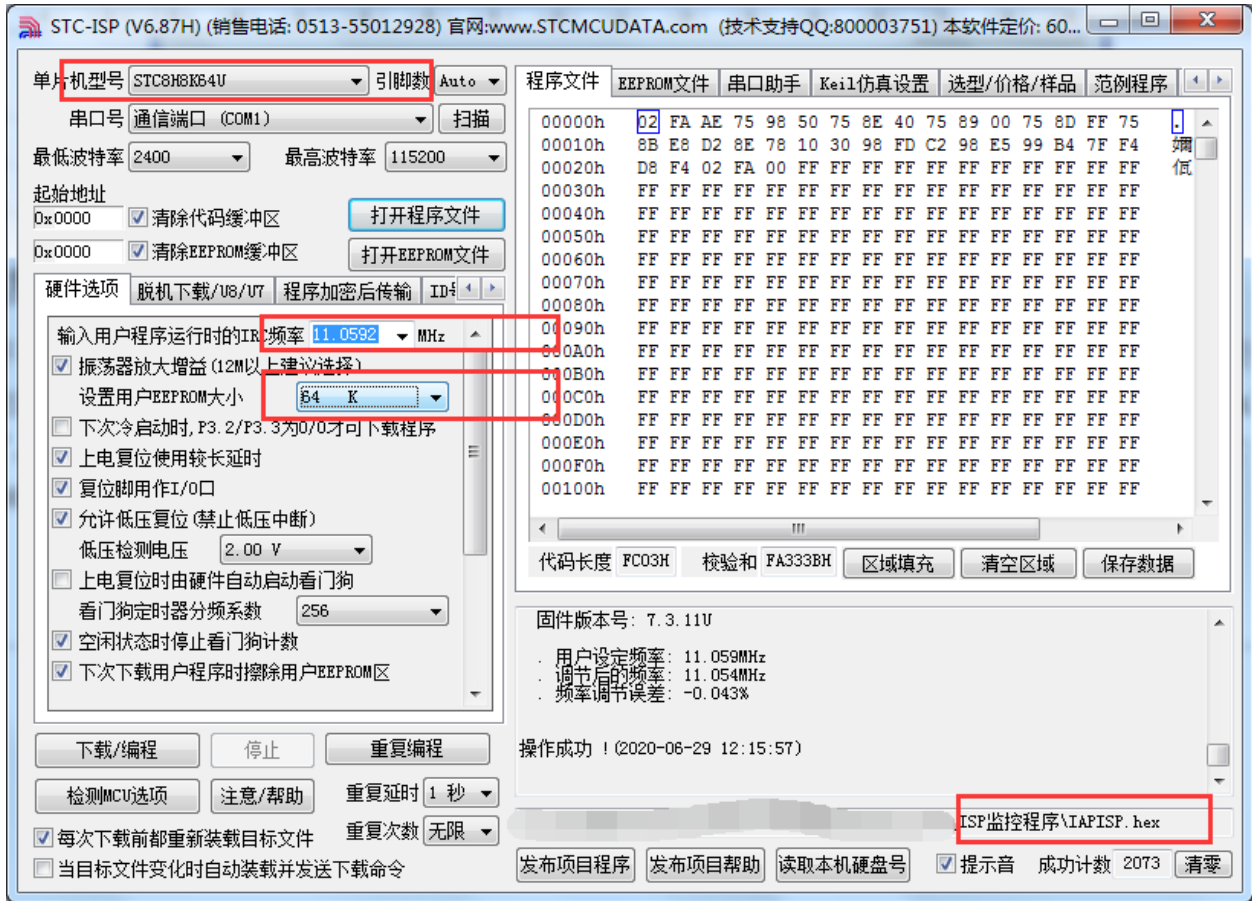 STC-ISP (V6.87H) (销售电话: 0513-55012928) 官网:www.STCMCUDATA.com (技术支持QQ:800003751) 本软件定价: 60...
单片机型号 STC8H8K64U 引脚数 Auto
串口号 通信端口 (COM1) 扫描
最低波特率 2400 最高波特率 115200
起始地址
0x0000 清除代码缓冲区 打开程序文件
0x0000 清除EEPROM缓冲区 打开EEPROM文件
硬件选项 脱机下载/U8/U7 程序加密后传输
输入用户程序运行时的IRC频率 11.0592 MHz
振荡器放大增益(12M以上建议选择)
设置用户EEPROM大小 64 K
下次冷启动时,P3.2/P3.3为0/0才可下载程序
上电复位使用较长延时
复位脚用作I/O口
允许低压复位(禁止低压中断)
低压检测电压 2.00 V
上电复位时由硬件自动启动看门狗
看门狗定时器分频系数 256
空闲状态时停止看门狗计数
下次下载用户程序时擦除用户EEPROM区
下载/编程 停止 重复编程
检测MCU选项 注意/帮助 重复延时 1 秒
每次下载前都重新装载目标文件 重复次数 无限
当目标文件变化时自动装载并发送下载命令
程序文件 EEPROM文件 串口助手 Keil仿真设置 选型/价格/样品 范例程序
00000h 02 FA AE 75 98 50 75 8E 40 75 89 00 75 8D FF 75 .
00010h 8B E8 D2 8E 78 10 30 98 FD C2 98 E5 99 B4 7F F4
00020h D8 F4 02 FA 00 FF FF FF FF FF FF FF FF FF FF FF
00030h FF FF FF FF FF FF FF FF FF FF FF FF FF FF FF FF
00040h FF FF FF FF FF FF FF FF FF FF FF FF FF FF FF FF
00050h FF FF FF FF FF FF FF FF FF FF FF FF FF FF FF FF
00060h FF FF FF FF FF FF FF FF FF FF FF FF FF FF FF FF
00070h FF FF FF FF FF FF FF FF FF FF FF FF FF FF FF FF
00080h FF FF FF FF FF FF FF FF FF FF FF FF FF FF FF FF
00090h FF FF FF FF FF FF FF FF FF FF FF FF FF FF FF FF
000A0h FF FF FF FF FF FF FF FF FF FF FF FF FF FF FF FF
000B0h FF FF FF FF FF FF FF FF FF FF FF FF FF FF FF FF
000C0h FF FF FF FF FF FF FF FF FF FF FF FF FF FF FF FF
000D0h FF FF FF FF FF FF FF FF FF FF FF FF FF FF FF FF
000E0h FF FF FF FF FF FF FF FF FF FF FF FF FF FF FF FF
000F0h FF FF FF FF FF FF FF FF FF FF FF FF FF FF FF FF
00100h FF FF FF FF FF FF FF FF FF FF FF FF FF FF FF FF
代码长度 FC03H 校验和 FA333BH 区域填充 清空区域 保存数据
固件版本号: 7.3.11U
. 用户设定频率: 11.059MHz
. 调节后的频率: 11.054MHz
. 频率调节误差: -0.043%
操作成功 !(2020-06-29 12:15:57)
ISP监控程序\IAPISP.hex
发布项目程序 发布项目帮助 读取本机硬盘号 提示音 成功计数 2073 清零